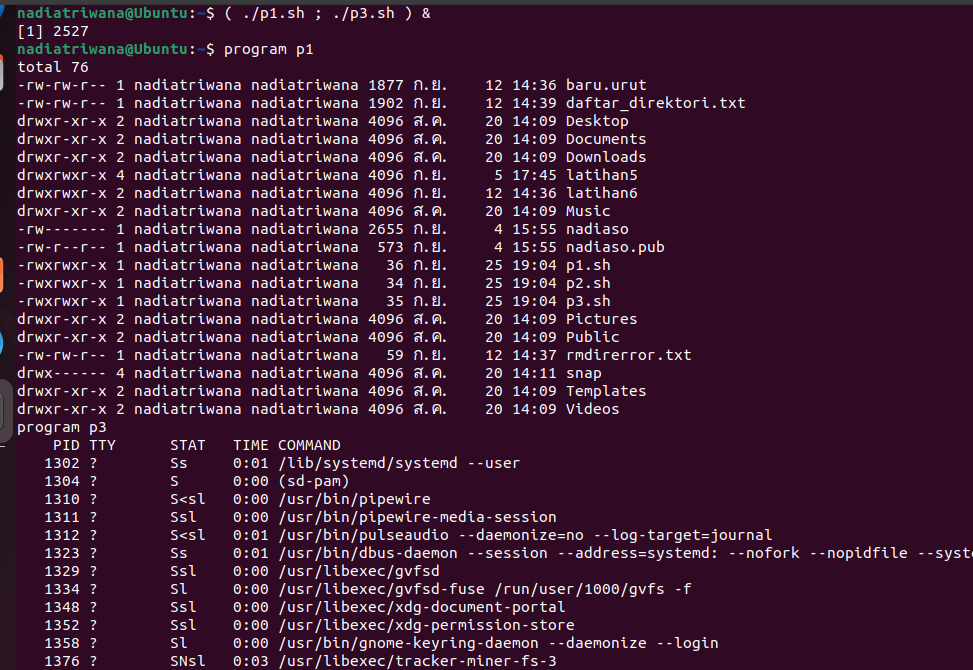 nadiatriwana@Ubuntu:~$ ( ./p1.sh ; ./p3.sh ) &
[1] 2527
nadiatriwana@Ubuntu:~$ program p1
total 76
-rw-rw-r-- 1 nadiatriwana nadiatriwana 1877 ก.ย.    12 14:36 baru.urut
-rw-rw-r-- 1 nadiatriwana nadiatriwana 1902 ก.ย.    12 14:39 daftar_direktori.txt
drwxr-xr-x 2 nadiatriwana nadiatriwana 4096 ส.ค.    20 14:09 Desktop
drwxr-xr-x 2 nadiatriwana nadiatriwana 4096 ส.ค.    20 14:09 Documents
drwxr-xr-x 2 nadiatriwana nadiatriwana 4096 ส.ค.    20 14:09 Downloads
drwxrwxr-x 4 nadiatriwana nadiatriwana 4096 ก.ย.     5 17:45 latihan5
drwxrwxr-x 2 nadiatriwana nadiatriwana 4096 ก.ย.    12 14:36 latihan6
drwxr-xr-x 2 nadiatriwana nadiatriwana 4096 ส.ค.    20 14:09 Music
-rw------- 1 nadiatriwana nadiatriwana 2655 ก.ย.     4 15:55 nadiaso
-rw-r--r-- 1 nadiatriwana nadiatriwana  573 ก.ย.     4 15:55 nadiaso.pub
-rwxrwxr-x 1 nadiatriwana nadiatriwana   36 ก.ย.    25 19:04 p1.sh
-rwxrwxr-x 1 nadiatriwana nadiatriwana   34 ก.ย.    25 19:04 p2.sh
-rwxrwxr-x 1 nadiatriwana nadiatriwana   35 ก.ย.    25 19:04 p3.sh
drwxr-xr-x 2 nadiatriwana nadiatriwana 4096 ส.ค.    20 14:09 Pictures
drwxr-xr-x 2 nadiatriwana nadiatriwana 4096 ส.ค.    20 14:09 Public
-rw-rw-r-- 1 nadiatriwana nadiatriwana   59 ก.ย.    12 14:37 rmdirerror.txt
drwx------ 4 nadiatriwana nadiatriwana 4096 ส.ค.    20 14:11 snap
drwxr-xr-x 2 nadiatriwana nadiatriwana 4096 ส.ค.    20 14:09 Templates
drwxr-xr-x 2 nadiatriwana nadiatriwana 4096 ส.ค.    20 14:09 Videos
program p3
    PID TTY      STAT   TIME COMMAND
   1302 ?        Ss     0:01 /lib/systemd/systemd --user
   1304 ?        S      0:00 (sd-pam)
   1310 ?        S<sl   0:00 /usr/bin/pipewire
   1311 ?        Ssl    0:00 /usr/bin/pipewire-media-session
   1312 ?        S<sl   0:01 /usr/bin/pulseaudio --daemonize=no --log-target=journal
   1323 ?        Ss     0:01 /usr/bin/dbus-daemon --session --address=systemd: --nofork --nopidfile --syste
   1329 ?        Ssl    0:00 /usr/libexec/gvfsd
   1334 ?        Sl     0:00 /usr/libexec/gvfsd-fuse /run/user/1000/gvfs -f
   1348 ?        Ssl    0:00 /usr/libexec/xdg-document-portal
   1352 ?        Ssl    0:00 /usr/libexec/xdg-permission-store
   1358 ?        Sl     0:00 /usr/bin/gnome-keyring-daemon --daemonize --login
   1376 ?        SNsl   0:03 /usr/libexec/tracker-miner-fs-3